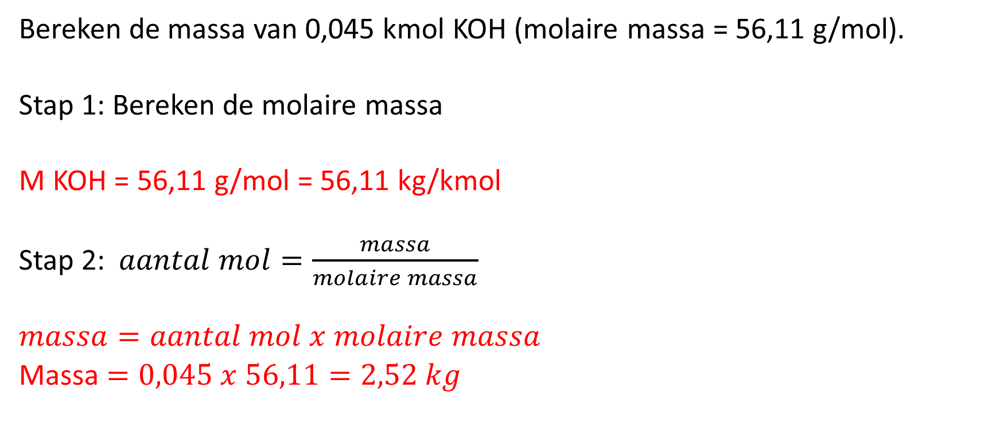 Bereken de massa van 0,045 kmol KOH (molaire massa = 56,11 g/mol).
Stap 1: Bereken de molaire massa
M KOH = 56,11 g/mol = 56,11 kg/kmol
Stap 2: aantal mol = massa / molaire massa
massa = aantal mol x molaire massa
Massa = 0,045 x 56,11 = 2,52 kg